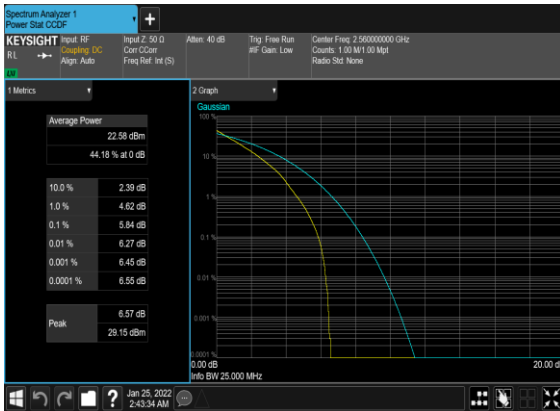 Spectrum Analyzer 1
Power Stat CCDF
KEYSIGHT
RL
LXI
Input: RF
Coupling: DC
Align: Auto
Input Z: 50 Ω
Corr CCorr
Freq Ref: Int (S)
Atten: 40 dB
Trig: Free Run
#IF Gain: Low
Center Freq: 2.560000000 GHz
Counts: 1.00 M/1.00 Mpt
Radio Std: None
1 Metrics
Average Power
22.58 dBm
44.18 % at 0 dB
10.0 % 2.39 dB
1.0 % 4.62 dB
0.1 % 5.84 dB
0.01 % 6.27 dB
0.001 % 6.45 dB
0.0001 % 6.55 dB
Peak
6.57 dB
29.15 dBm
2 Graph
Gaussian
100 %
10 %
1 %
0.1 %
0.01 %
0.001 %
0.0001 %
0.00 dB
20.00 d
Info BW 25.000 MHz
?
Jan 25, 2022
2:43:34 AM